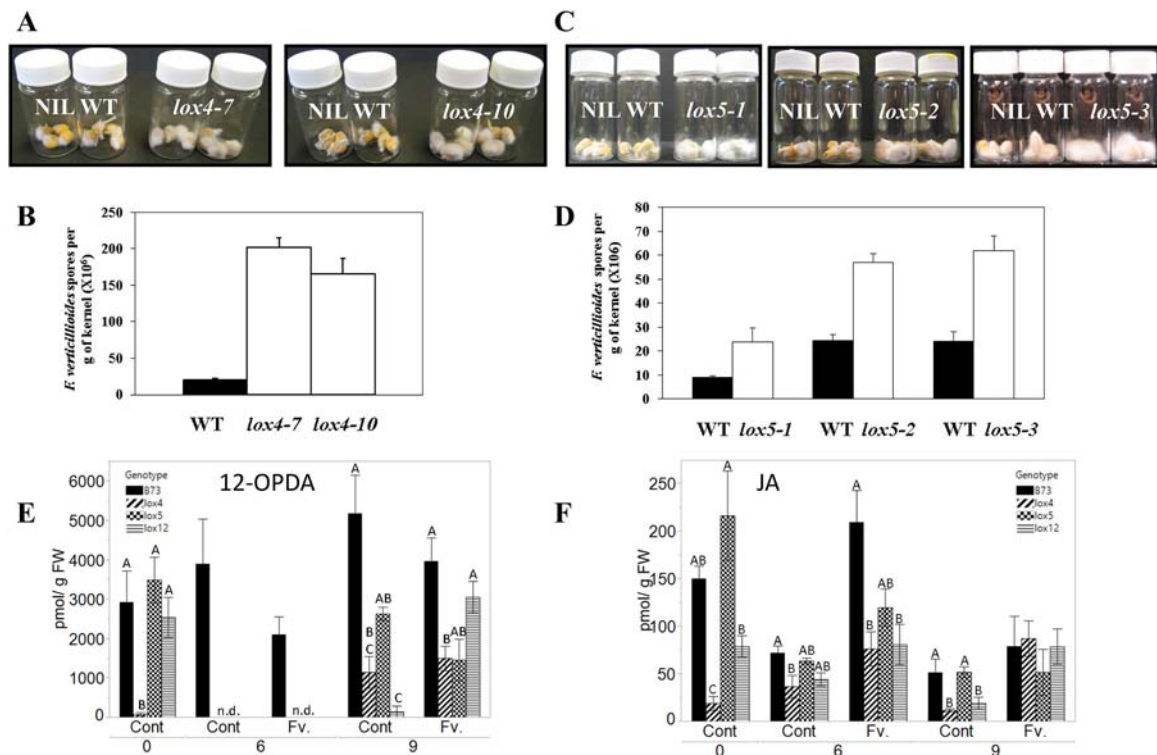 A
NIL WT
lox4-7
NIL WT
lox4-10
C
NIL WT
lox5-1
NIL WT
lox5-2
NIL WT
lox5-3
B
F. verticillioides spores per
g of kernel (X10⁶)
250
200
150
100
50
0
WT lox4-7 lox4-10
D
F. verticillioides spores per
g of kernel (X106)
80
70
60
50
40
30
20
10
0
WT lox5-1 WT lox5-2 WT lox5-3
E
12-OPDA
Genotype
B73
lox4
lox5
lox12
pmol/ g FW
6000
5000
4000
3000
2000
1000
0
A B A A
n.d.
n.d.
A B C AB C
A B AB A
Cont Cont Fv. Cont Fv.
0 6 9
F
JA
Genotype
B73
lox4
lox5
lox12
pmol/ g FW
250
200
150
100
50
0
AB C A B
A B AB AB
A B AB B
A B A B
Cont Cont Fv. Cont Fv.
0 6 9